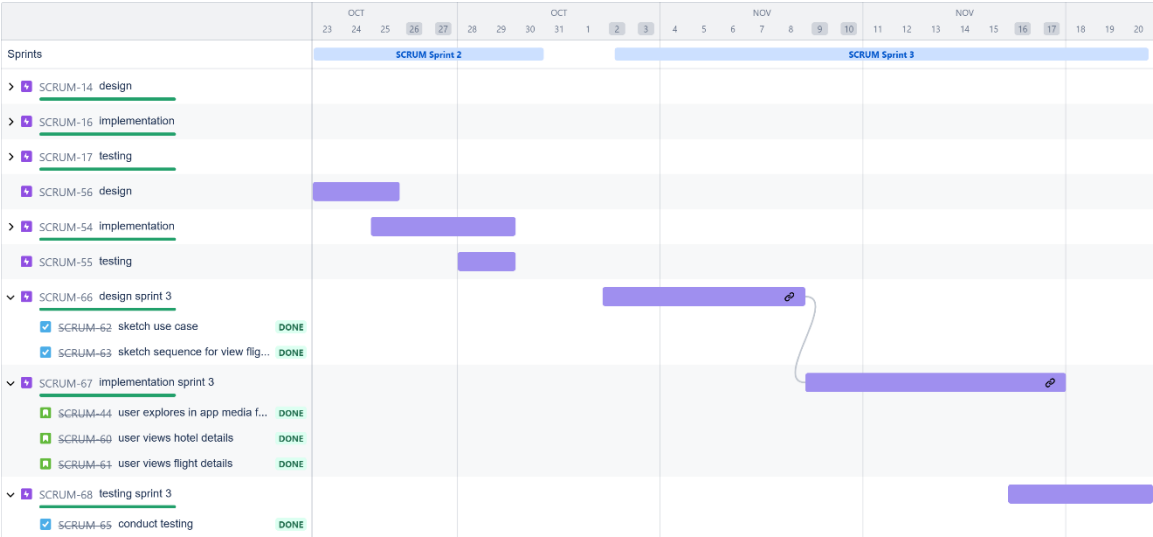 OCT OCT NOV NOV
23 24 25 26 27 28 29 30 31 1 2 3 4 5 6 7 8 9 10 11 12 13 14 15 16 17 18 19 20
Sprints SCRUM Sprint 2 SCRUM Sprint 3
SCRUM-14 design
SCRUM-16 implementation
SCRUM-17 testing
SCRUM-56 design
SCRUM-54 implementation
SCRUM-55 testing
SCRUM-66 design sprint 3
SCRUM-62 sketch use case DONE
SCRUM-63 sketch sequence for view flig... DONE
SCRUM-67 implementation sprint 3
SCRUM-44 user explores in app media f... DONE
SCRUM-60 user views hotel details DONE
SCRUM-61 user views flight details DONE
SCRUM-68 testing sprint 3
SCRUM-65 conduct testing DONE